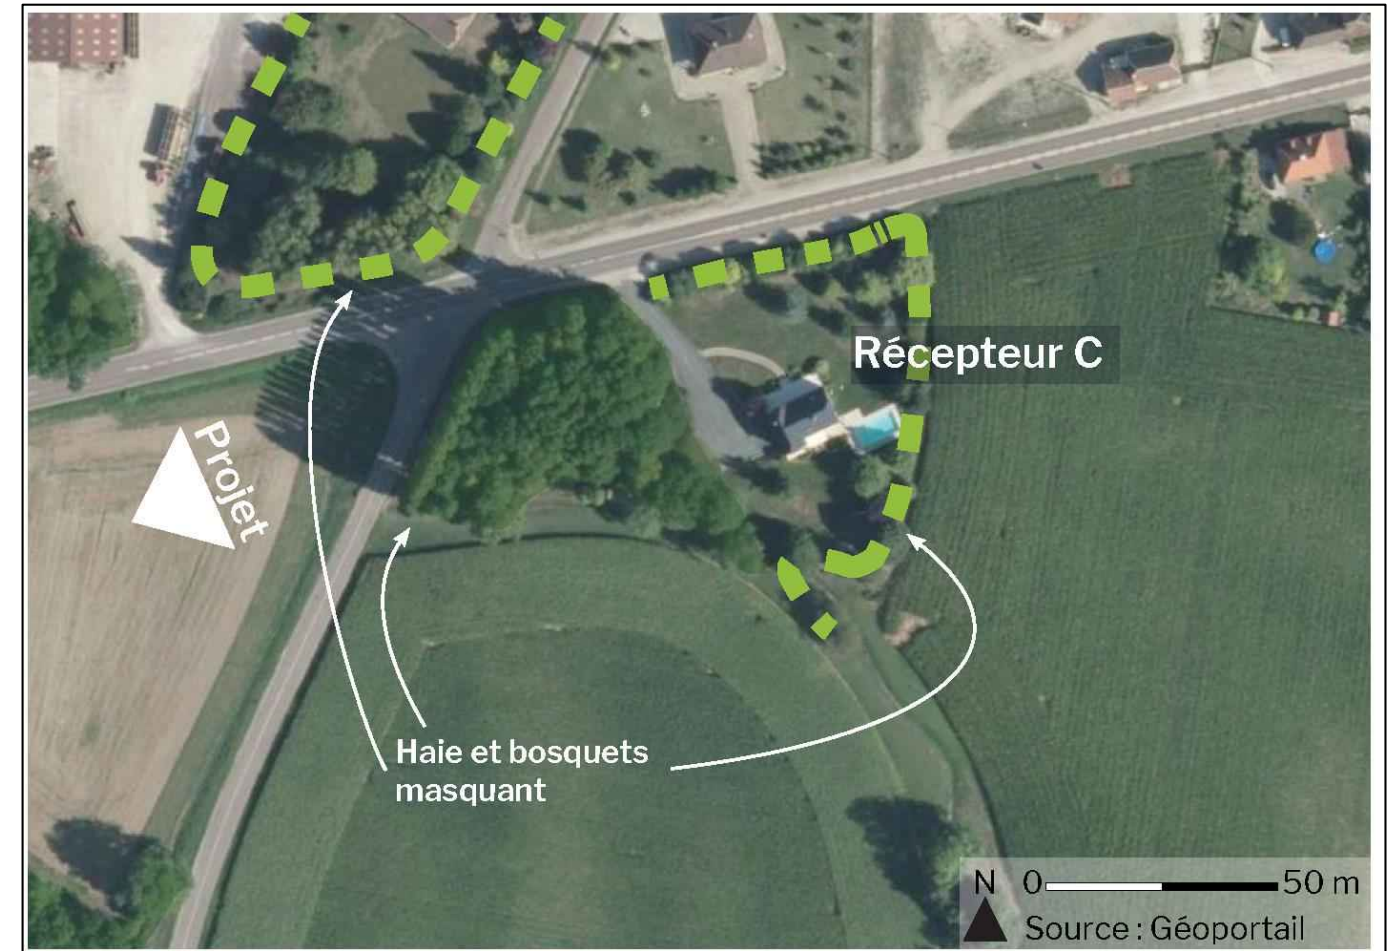 Récepteur C
Projet
Haie et bosquets
masquant
N 0 50 m
Source : Géoportail